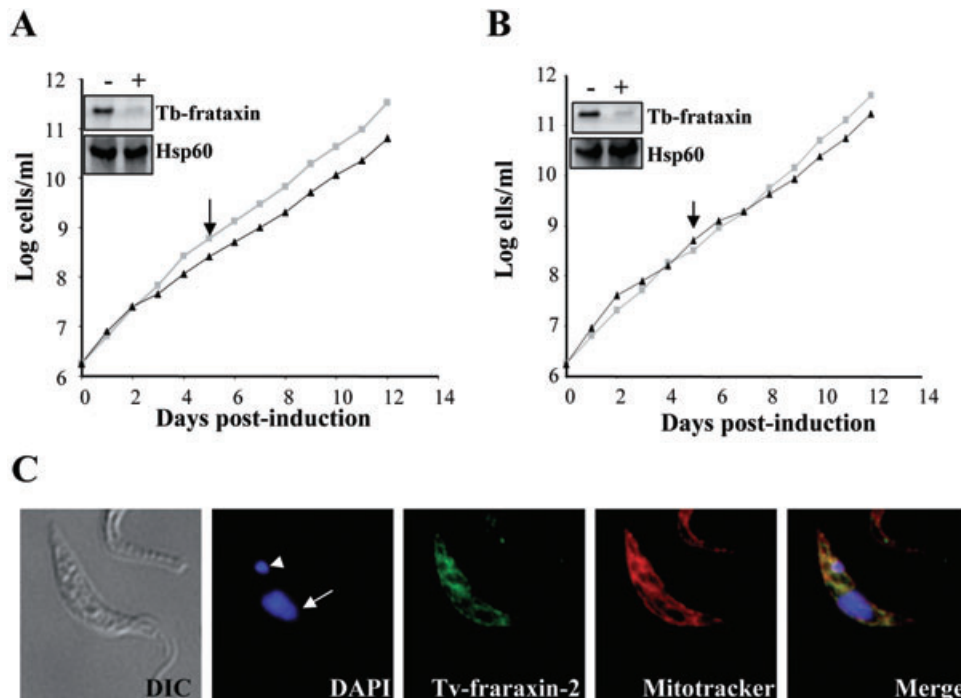 A
B
- +
Tb-frataxin
Hsp60
12
11
10
9
8
7
6
Log cells/ml
0 2 4 6 8 10 12 14
Days post-induction
- +
Tb-frataxin
Hsp60
12
11
10
9
8
7
6
Log ells/ml
0 2 4 6 8 10 12 14
Days post-induction
C
DIC
DAPI
Tv-fraraxin-2
Mitotracker
Merge